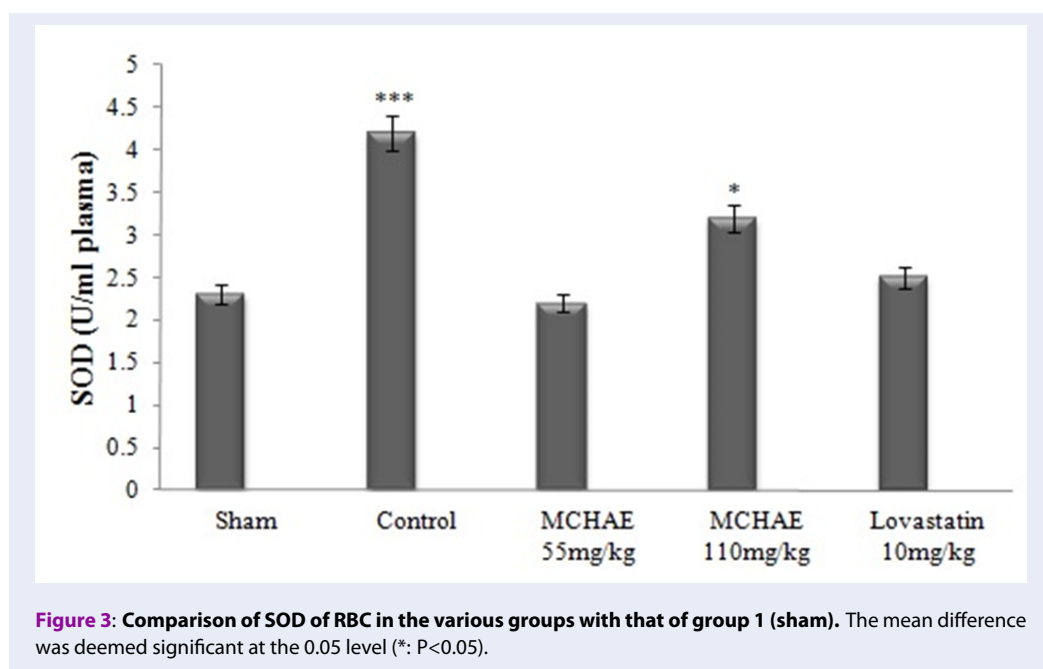 5
4.5
4
3.5
3
2.5
2
1.5
1
0.5
0
SOD (U/ml plasma)
***
*
Sham
Control
MCHAE
55mg/kg
MCHAE
110mg/kg
Lovastatin
10mg/kg
Figure 3: Comparison of SOD of RBC in the various groups with that of group 1 (sham). The mean difference
was deemed significant at the 0.05 level (*: P<0.05).